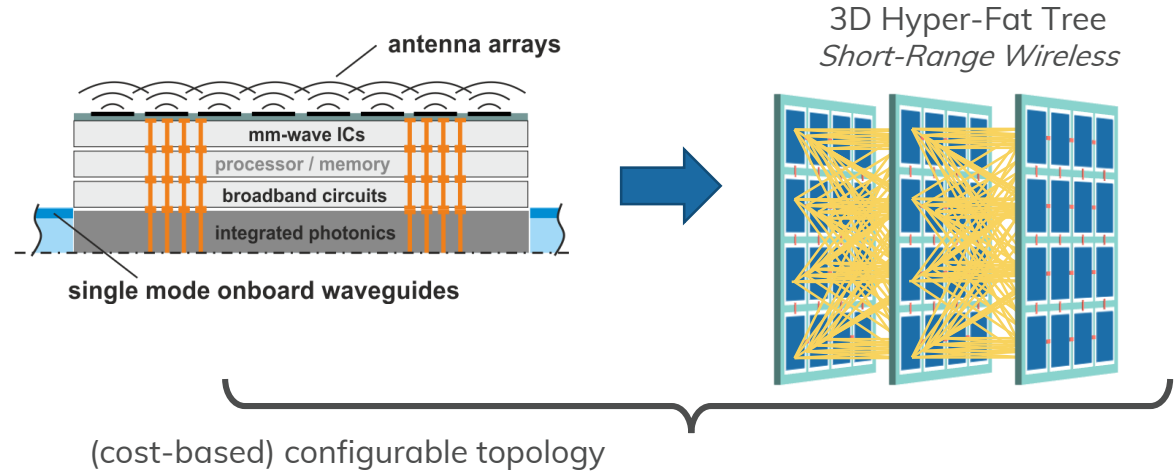 antenna arrays
mm-wave ICs
processor / memory
broadband circuits
integrated photonics
single mode onboard waveguides
3D Hyper-Fat Tree
Short-Range Wireless
(cost-based) configurable topology